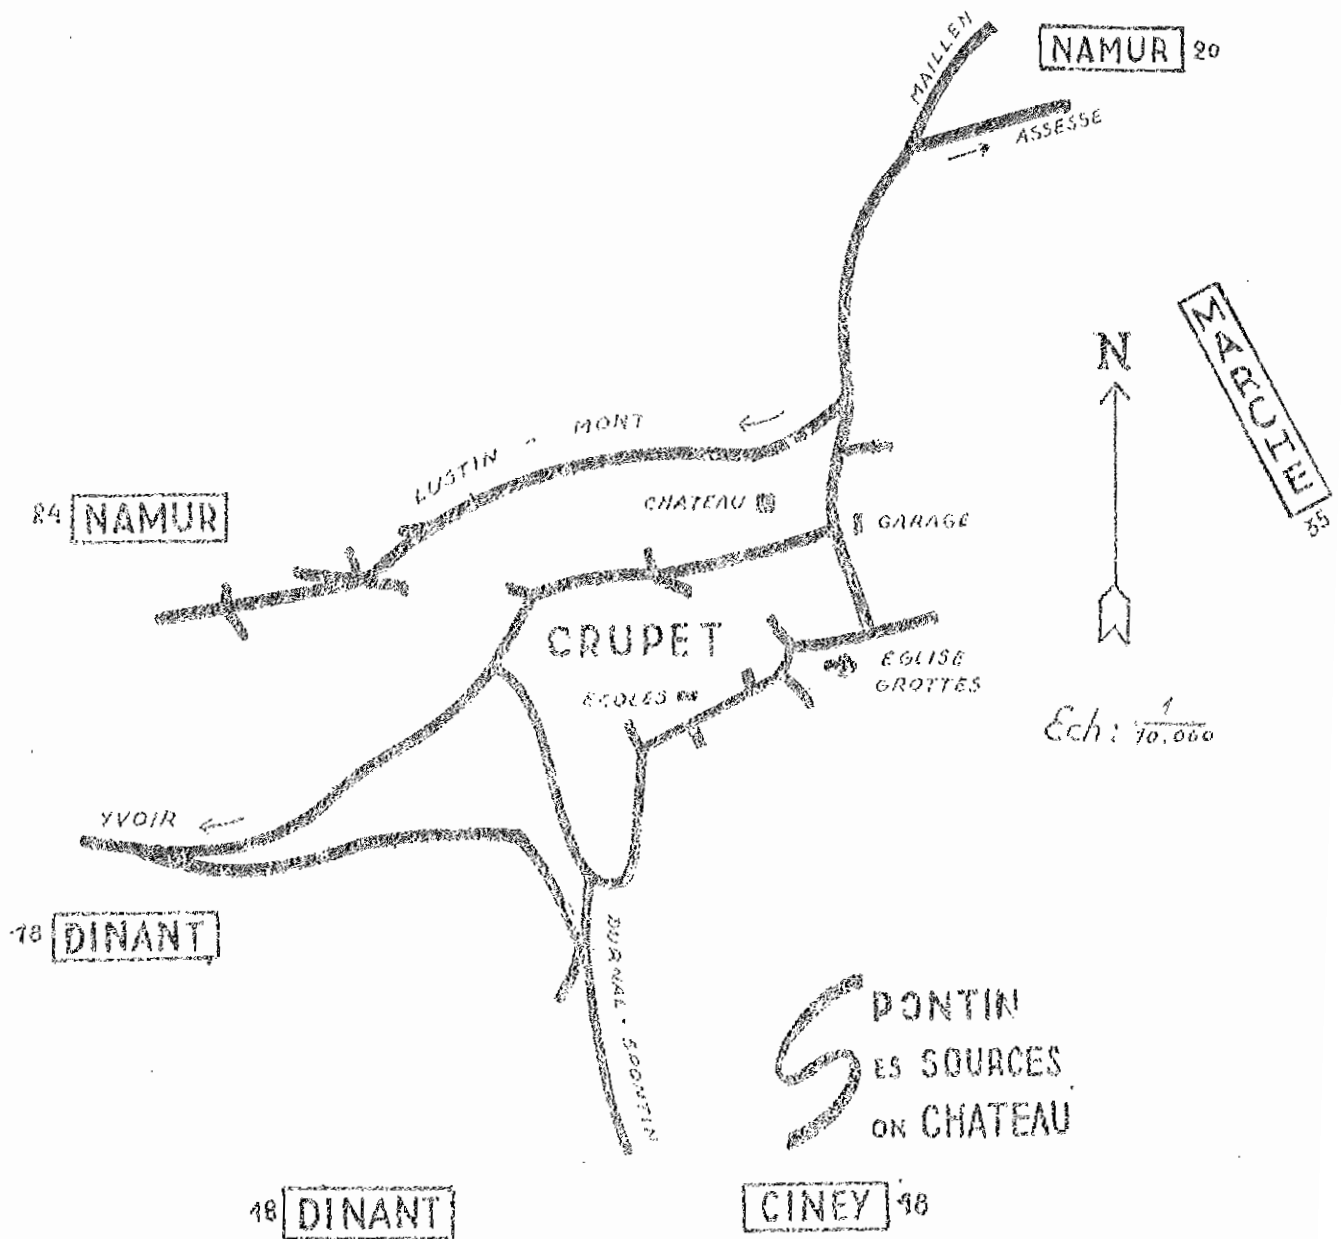 MAILLEN
NAMUR 20
ASSESSE
MARCHE
35
N
LUSTIN - MONT
24 NAMUR
CHATEAU
GARAGE
CRUPET
EGLISE
GROTTES
ECOLES
Ech: 1/10.000
YVOIR
18 DINANT
DURNAL - SPONTIN
SPONTIN
SES SOURCES
SON CHATEAU
18 DINANT
CINEY 18